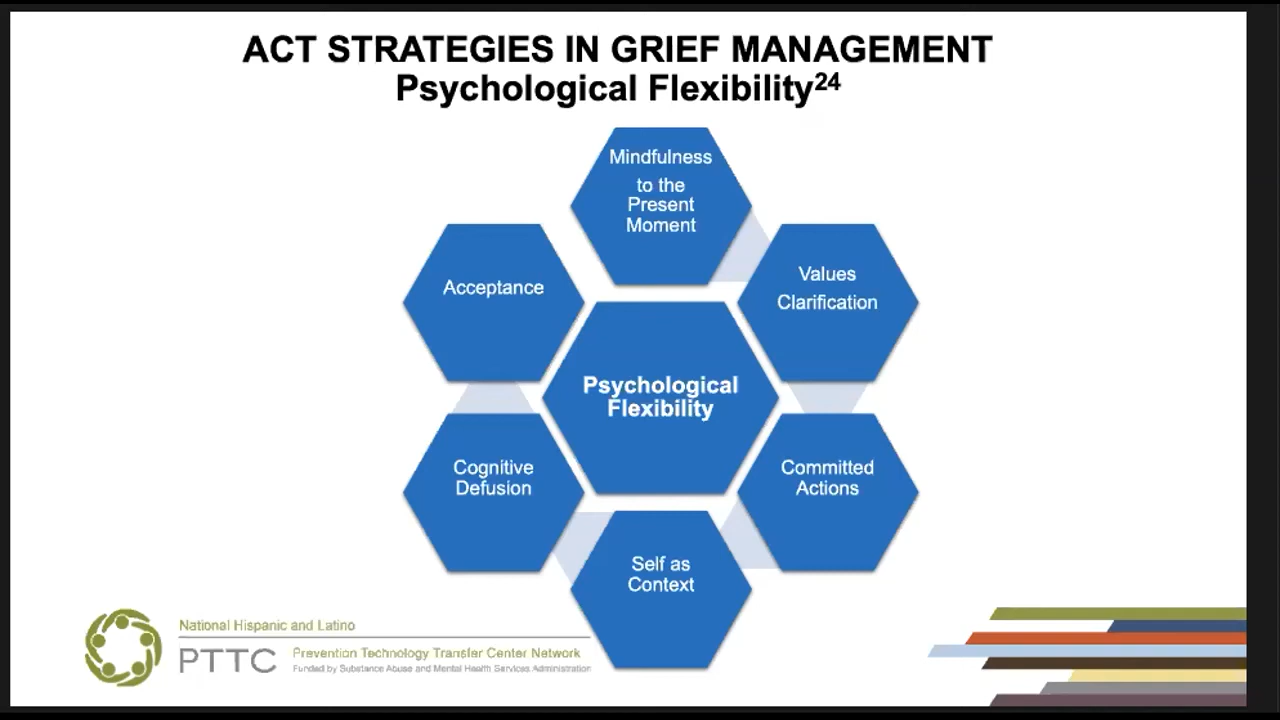 ACT STRATEGIES IN GRIEF MANAGEMENT
Psychological Flexibility24
Mindfulness
to the
Present
Moment
Values
Clarification
Committed
Actions
Self as
Context
Cognitive
Defusion
Acceptance
Psychological
Flexibility
National Hispanic and Latino
PTTC
Prevention Technology Transfer Center Network
Funded by Substance Abuse and Mental Health Services Administration